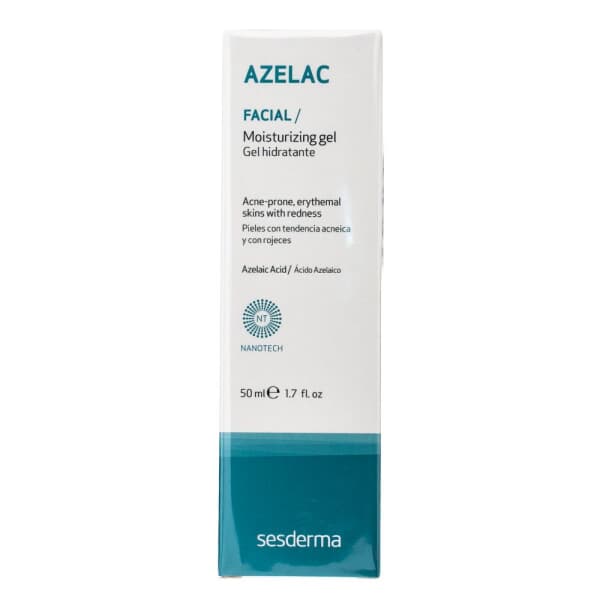 AZELAC
FACIAL /
Moisturizing gel
Gel hidratante
Acne-prone, erythemal
skins with redness
Pieles con tendencia acneica
y con rojeces
Azelaic Acid / Ácido Azelaico
NT
NANOTECH
50 ml ℮ 1.7 fl. oz
sesderma